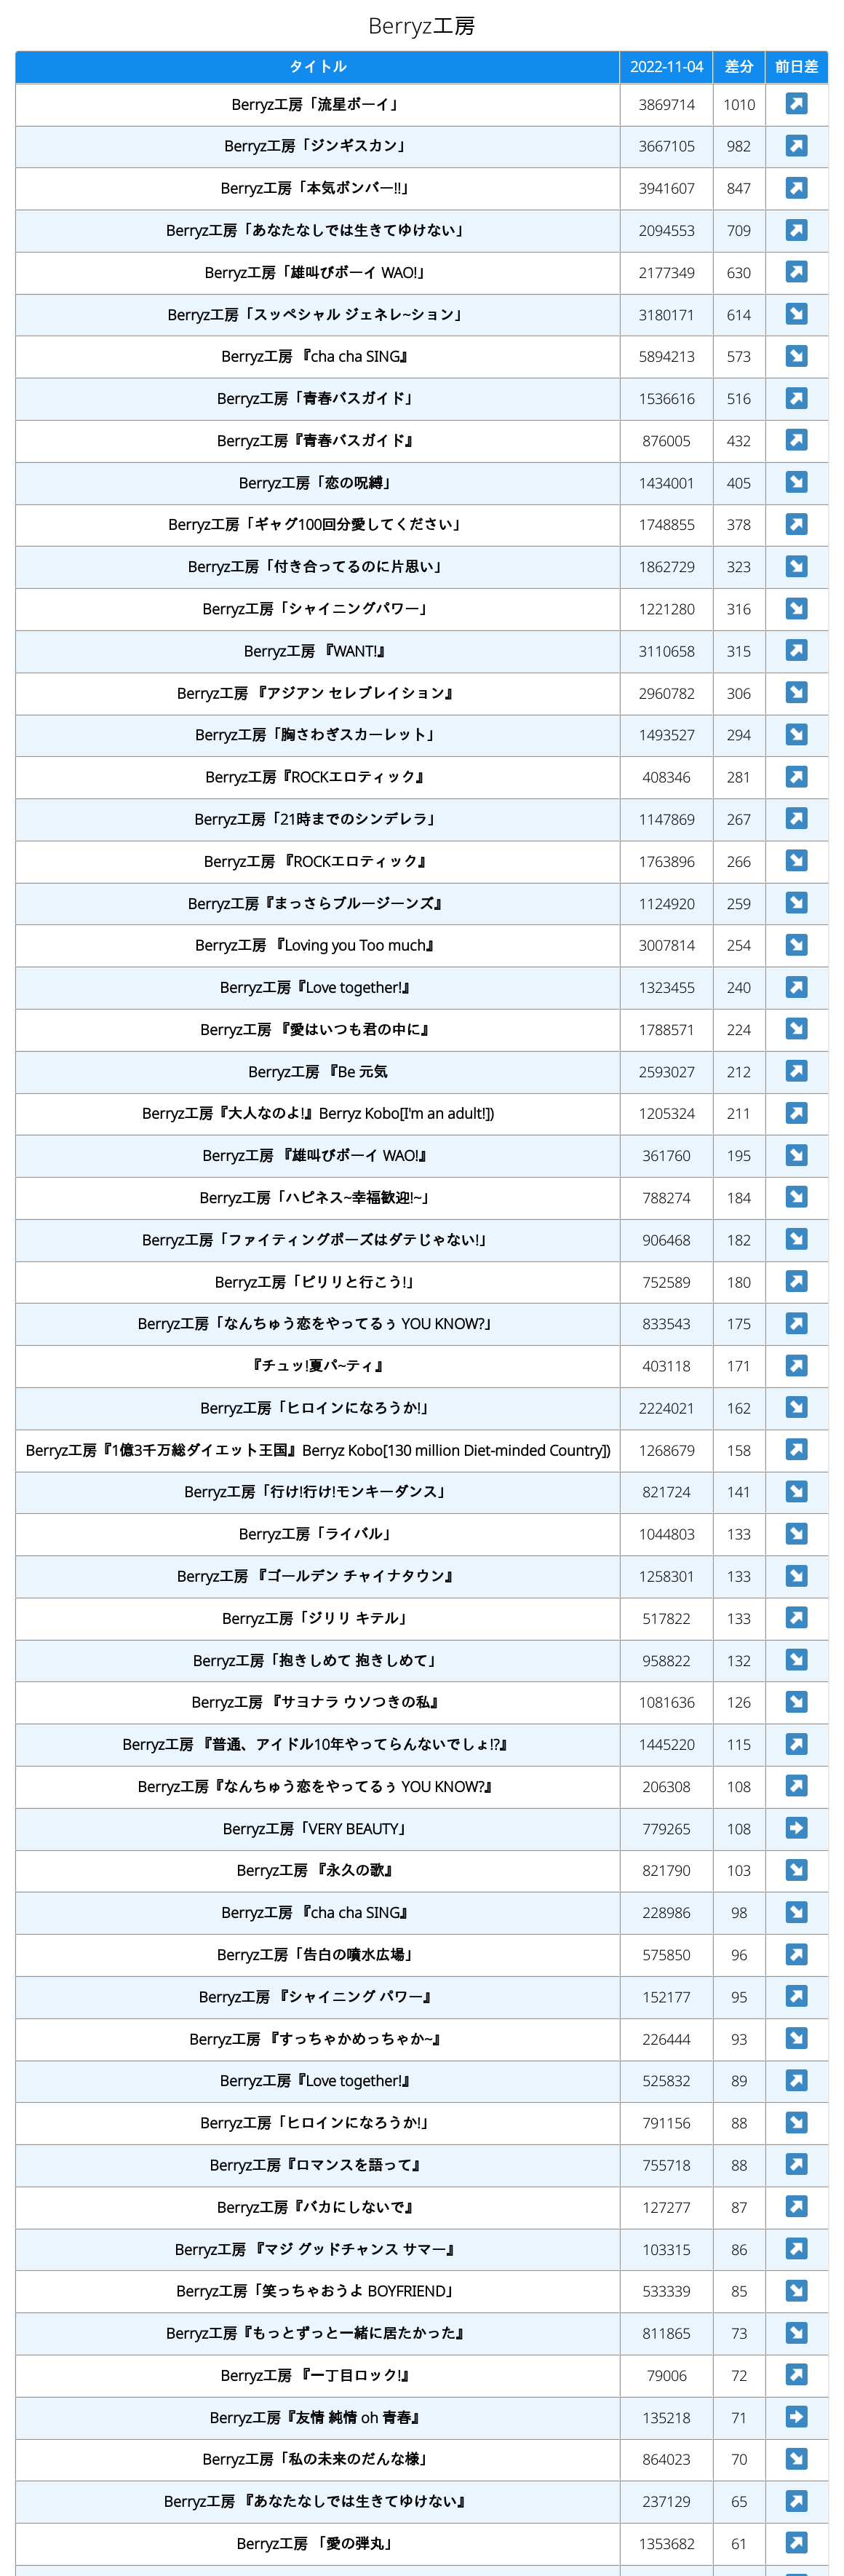 Berryz工房
タイトル 2022-11-04 差分 前日差
Berryz工房「流星ボーイ」 3869714 1010 ↗
Berryz工房「ジンギスカン」 3667105 982 ↗
Berryz工房「本気ボンバー!!」 3941607 847 ↗
Berryz工房「あなたなしでは生きてゆけない」 2094553 709 ↗
Berryz工房「雄叫びボーイ WAO!」 2177349 630 ↗
Berryz工房「スッペシャル ジェネレ~ション」 3180171 614 ↘
Berryz工房 『cha cha SING』 5894213 573 ↘
Berryz工房「青春バスガイド」 1536616 516 ↗
Berryz工房『青春バスガイド』 876005 432 ↗
Berryz工房「恋の呪縛」 1434001 405 ↘
Berryz工房「ギャグ100回分愛してください」 1748855 378 ↗
Berryz工房「付き合ってるのに片思い」 1862729 323 ↘
Berryz工房「シャイニングパワー」 1221280 316 ↘
Berryz工房 『WANT!』 3110658 315 ↗
Berryz工房 『アジアン セレブレイション』 2960782 306 ↘
Berryz工房「胸さわぎスカーレット」 1493527 294 ↘
Berryz工房『ROCKエロティック』 408346 281 ↗
Berryz工房「21時までのシンデレラ」 1147869 267 ↗
Berryz工房 『ROCKエロティック』 1763896 266 ↘
Berryz工房『まっさらブルージーンズ』 1124920 259 ↘
Berryz工房 『Loving you Too much』 3007814 254 ↘
Berryz工房『Love together!』 1323455 240 ↗
Berryz工房 『愛はいつも君の中に』 1788571 224 ↘
Berryz工房 『Be 元気 2593027 212 ↗
Berryz工房『大人なのよ!』Berryz Kobo[I'm an adult!]) 1205324 211 ↗
Berryz工房 『雄叫びボーイ WAO!』 361760 195 ↘
Berryz工房「ハピネス~幸福歓迎!~」 788274 184 ↘
Berryz工房「ファイティングポーズはダテじゃない!」 906468 182 ↘
Berryz工房「ピリリと行こう!」 752589 180 ↗
Berryz工房「なんちゅう恋をやってるぅ YOU KNOW?」 833543 175 ↗
『チュッ!夏パ~ティ』 403118 171 ↗
Berryz工房「ヒロインになろうか!」 2224021 162 ↘
Berryz工房『1億3千万総ダイエット王国』Berryz Kobo[130 million Diet-minded Country]) 1268679 158 ↗
Berryz工房「行け!行け!モンキーダンス」 821724 141 ↘
Berryz工房「ライバル」 1044803 133 ↘
Berryz工房 『ゴールデン チャイナタウン』 1258301 133 ↘
Berryz工房「ジリリ キテル」 517822 133 ↗
Berryz工房「抱きしめて 抱きしめて」 958822 132 ↘
Berryz工房 『サヨナラ ウソつきの私』 1081636 126 ↘
Berryz工房 『普通、アイドル10年やってらんないでしょ!?』 1445220 115 ↗
Berryz工房『なんちゅう恋をやってるぅ YOU KNOW?』 206308 108 ↗
Berryz工房「VERY BEAUTY」 779265 108 →
Berryz工房 『永久の歌』 821790 103 ↘
Berryz工房 『cha cha SING』 228986 98 ↘
Berryz工房「告白の噴水広場」 575850 96 ↗
Berryz工房 『シャイニング パワー』 152177 95 ↗
Berryz工房 『すっちゃかめっちゃか~』 226444 93 ↘
Berryz工房『Love together!』 525832 89 ↗
Berryz工房「ヒロインになろうか!」 791156 88 ↘
Berryz工房『ロマンスを語って』 755718 88 ↗
Berryz工房『バカにしないで』 127277 87 ↗
Berryz工房 『マジ グッドチャンス サマー』 103315 86 ↗
Berryz工房「笑っちゃおうよ BOYFRIEND」 533339 85 ↘
Berryz工房『もっとずっと一緒に居たかった』 811865 73 ↘
Berryz工房 『一丁目ロック!』 79006 72 ↗
Berryz工房『友情 純情 oh 青春』 135218 71 →
Berryz工房「私の未来のだんな様」 864023 70 ↘
Berryz工房 『あなたなしでは生きてゆけない』 237129 65 ↗
Berryz工房 「愛の弾丸」 1353682 61 ↗